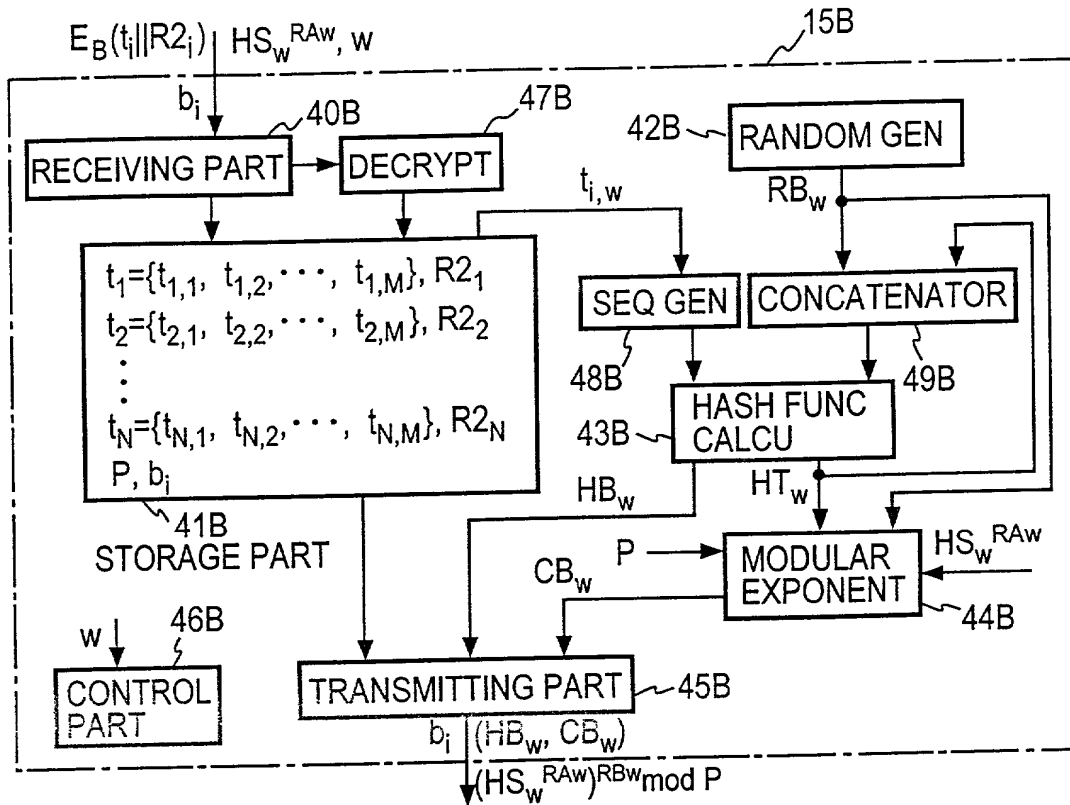 E_B(t_i||R2_i) HS_w^RAw, w
15B
b_i
40B
47B
42B
RANDOM GEN
RECEIVING PART
DECRYPT
RB_w
t_i,w
t_1={t_1,1, t_1,2,···, t_1,M}, R2_1
t_2={t_2,1, t_2,2,···, t_2,M}, R2_2
t_N={t_N,1, t_N,2,···, t_N,M}, R2_N
P, b_i
SEQ GEN
CONCATENATOR
48B
49B
HASH FUNC
CALCU
43B
HB_w
HT_w
41B
STORAGE PART
P
MODULAR
EXPONENT
HS_w^RAw
CB_w
44B
46B
w
CONTROL
PART
TRANSMITTING PART
45B
b_i (HB_w, CB_w)
(HS_w^RAw)^RBw mod P